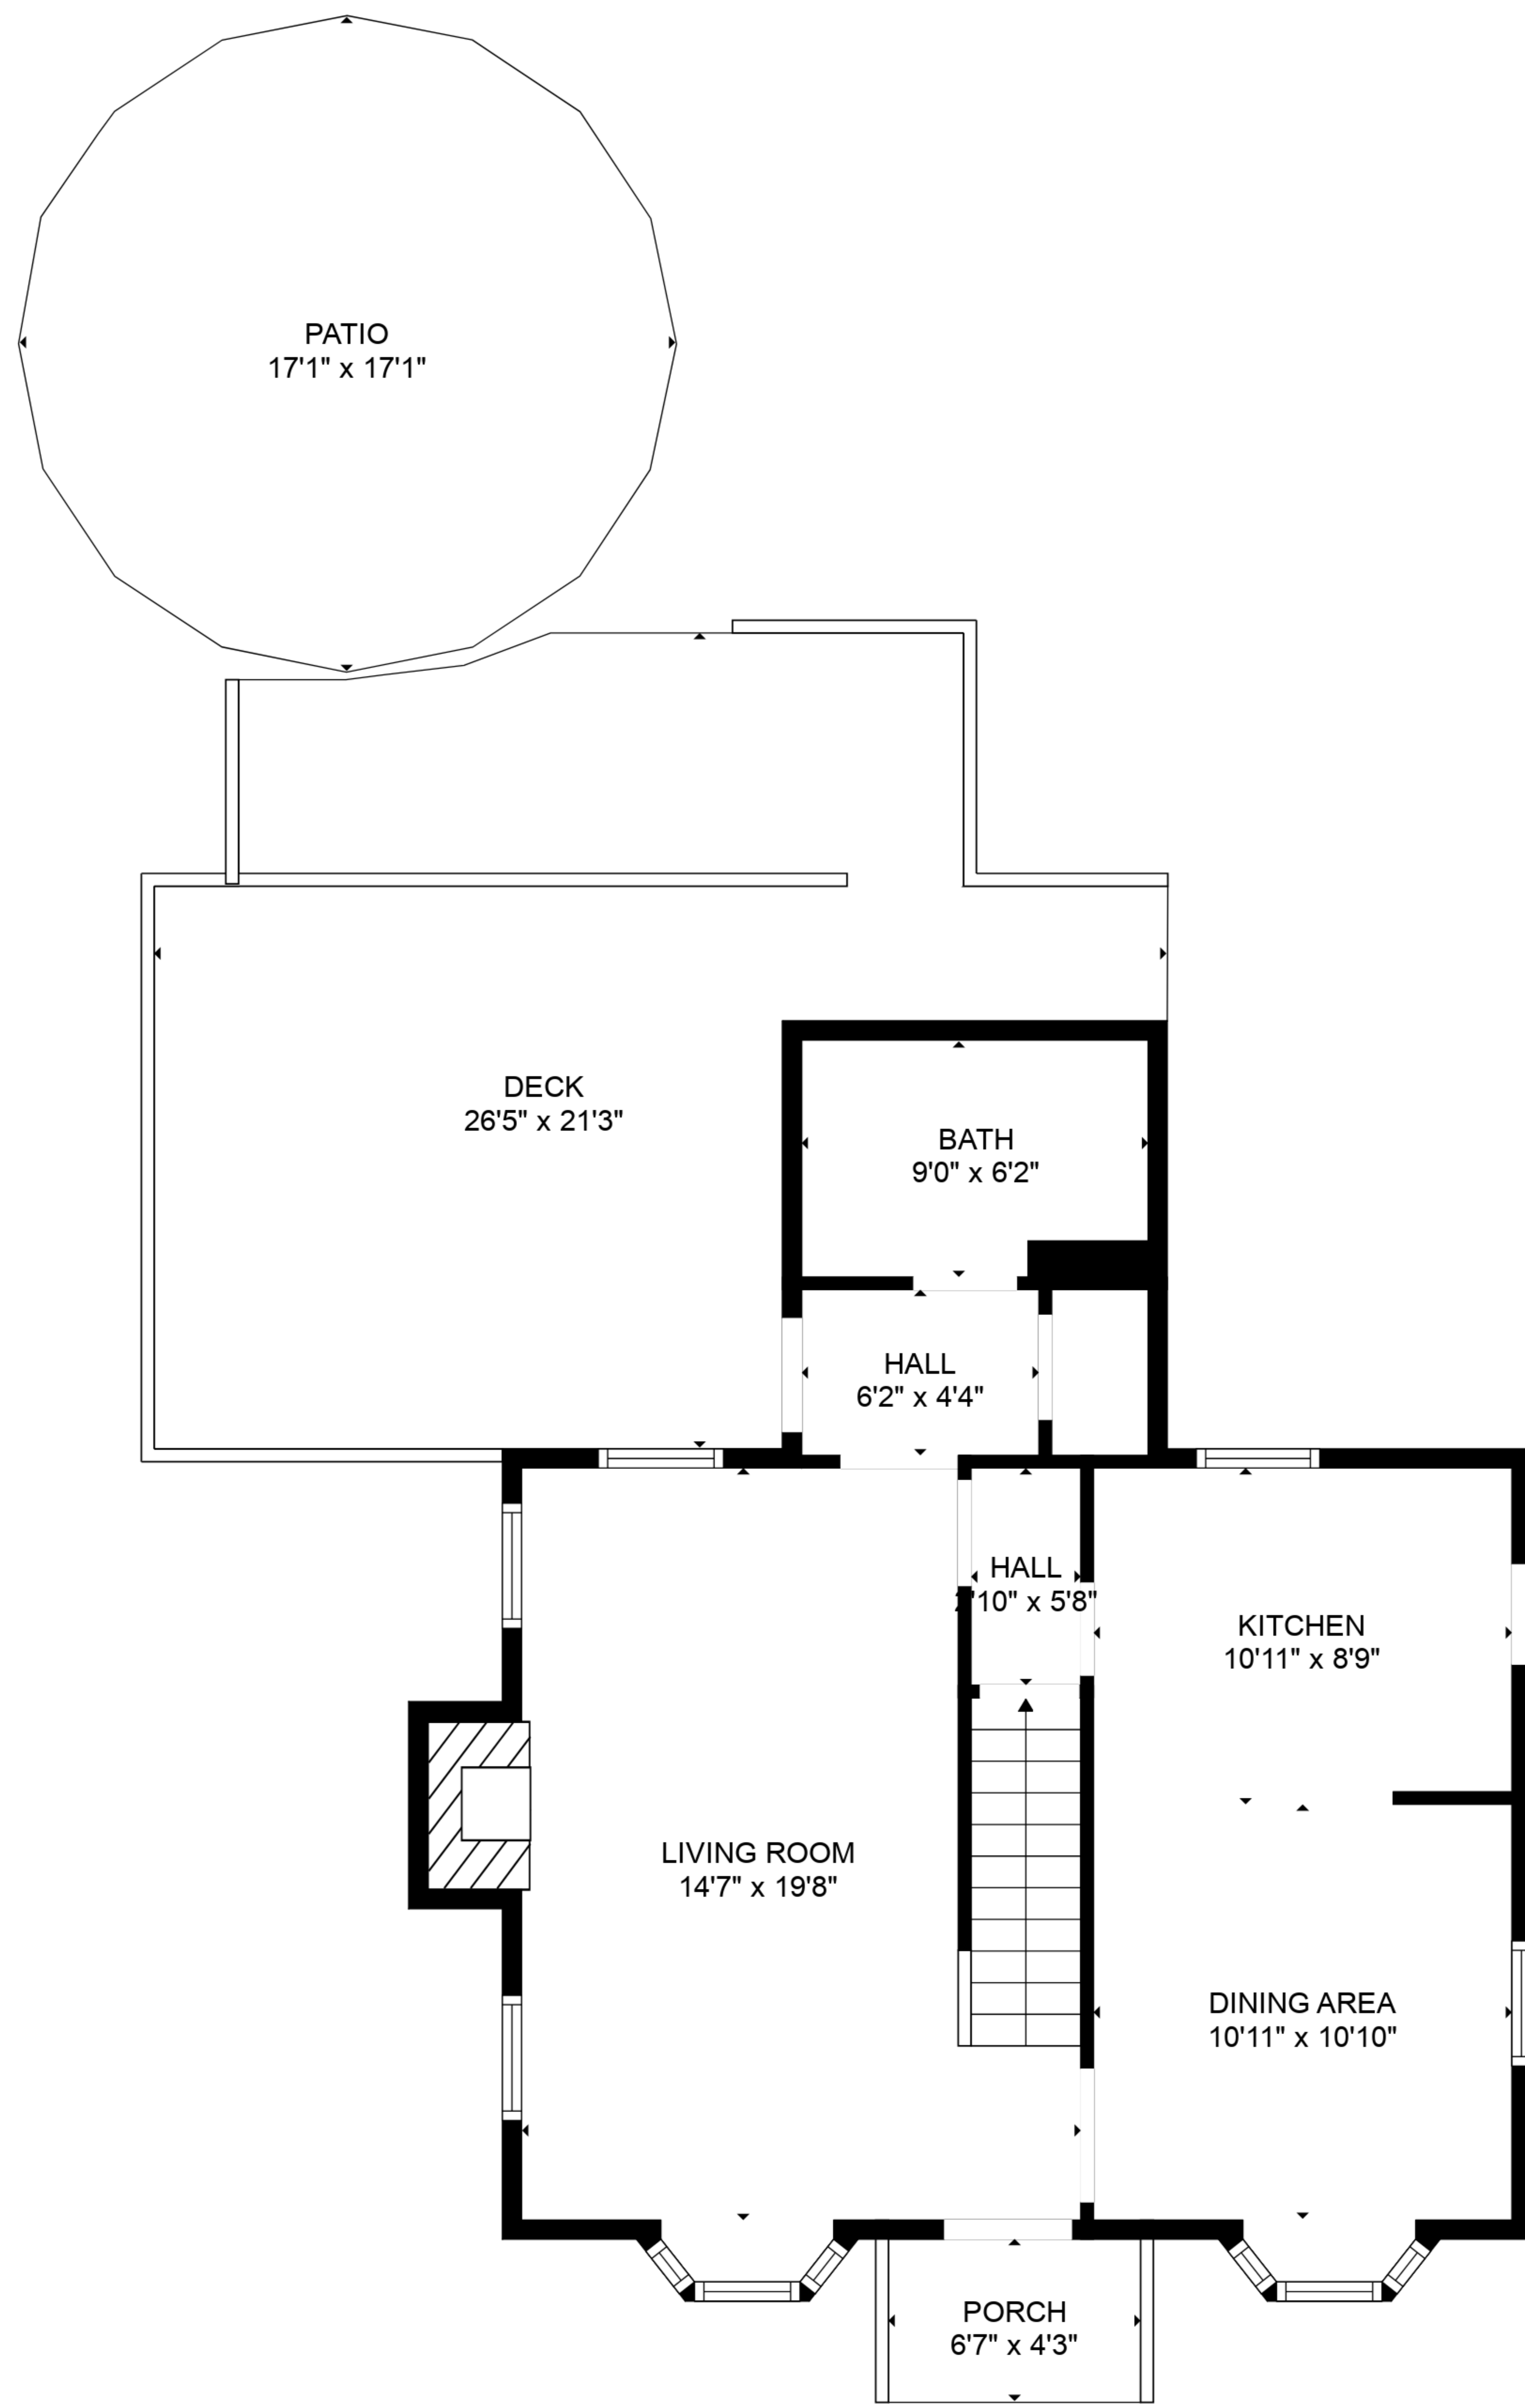 PATIO
17'1" x 17'1"
DECK
26'5" x 21'3"
BATH
9'0" x 6'2"
HALL
6'2" x 4'4"
HALL
'10" x 5'8"
KITCHEN
10'11" x 8'9"
LIVING ROOM
14'7" x 19'8"
DINING AREA
10'11" x 10'10"
PORCH
6'7" x 4'3"